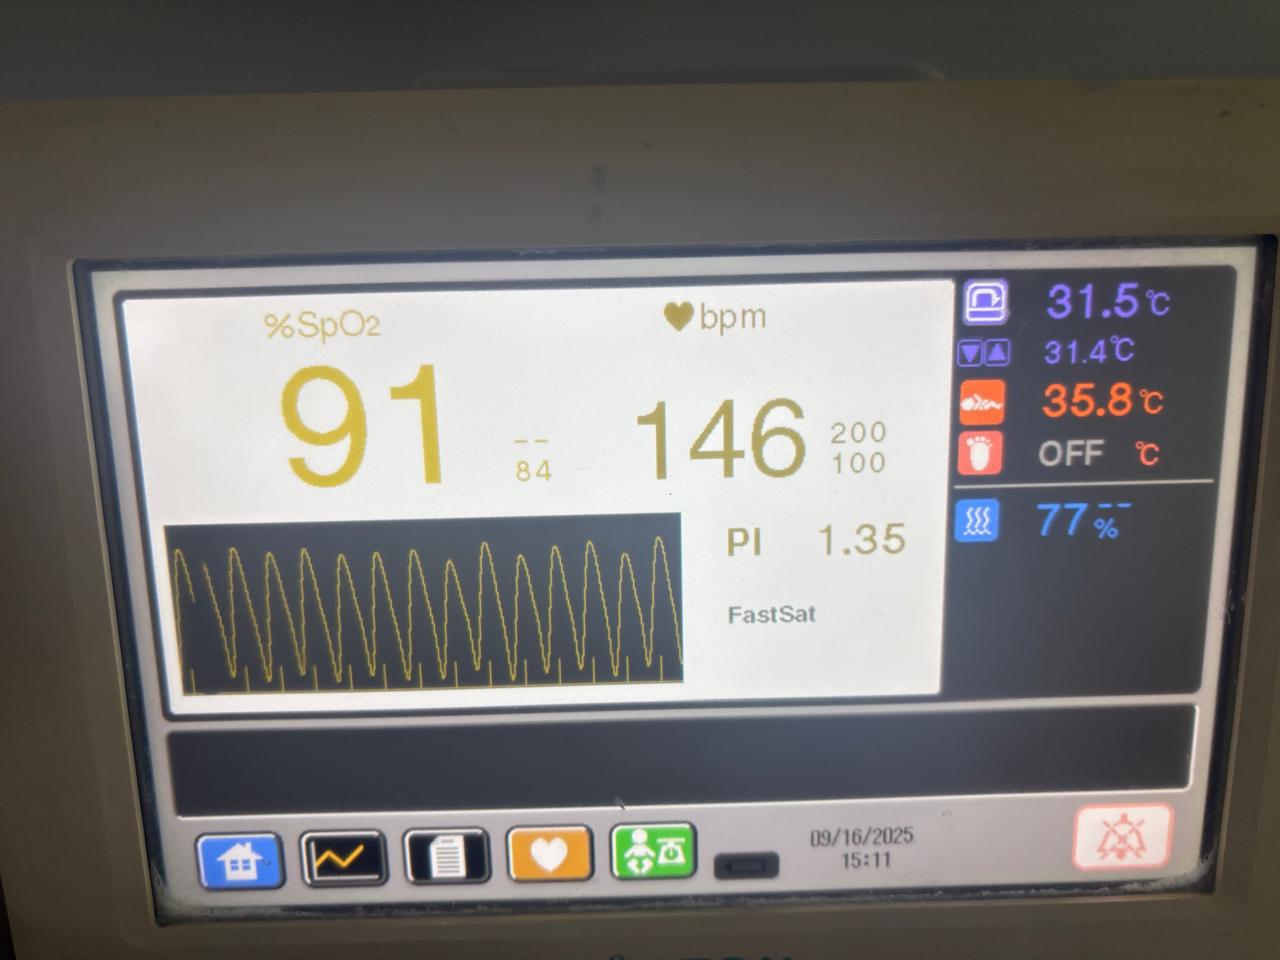 %SpO2
bpm
91
--
84
146
200
100
PI 1.35
FastSat
31.5℃
31.4℃
35.8℃
OFF ℃
77 -- %
09/16/2025
15:11